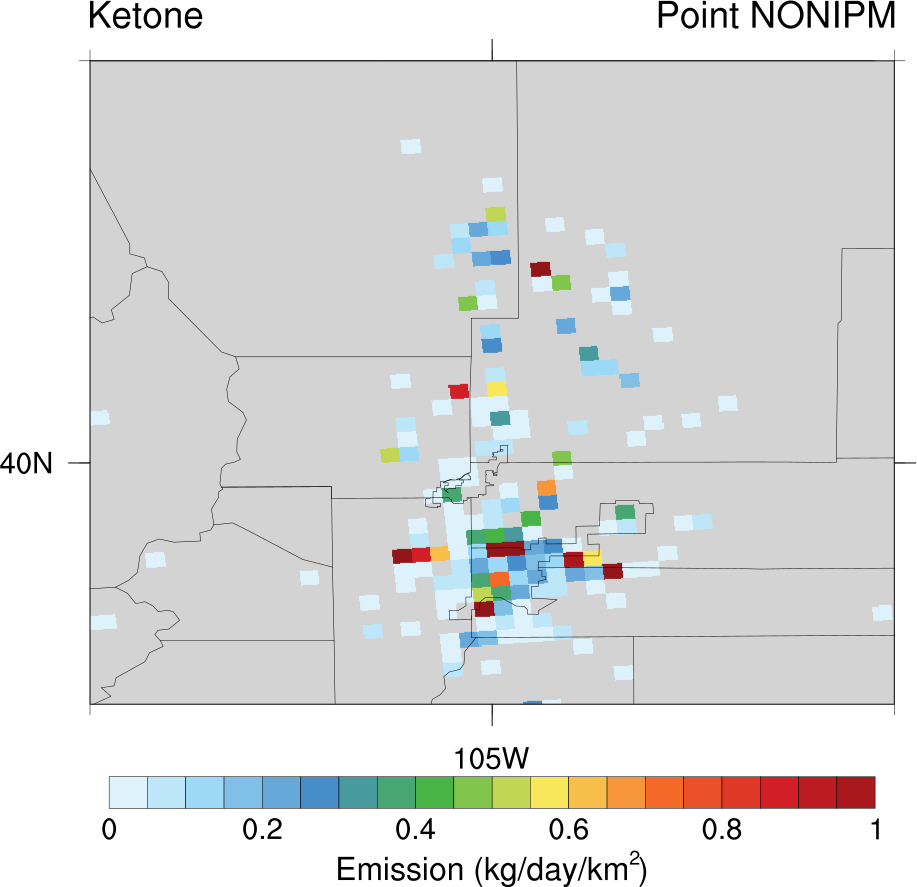 Ketone Point NONIPM
40N
105W
0 0.2 0.4 0.6 0.8 1
Emission (kg/day/km²)